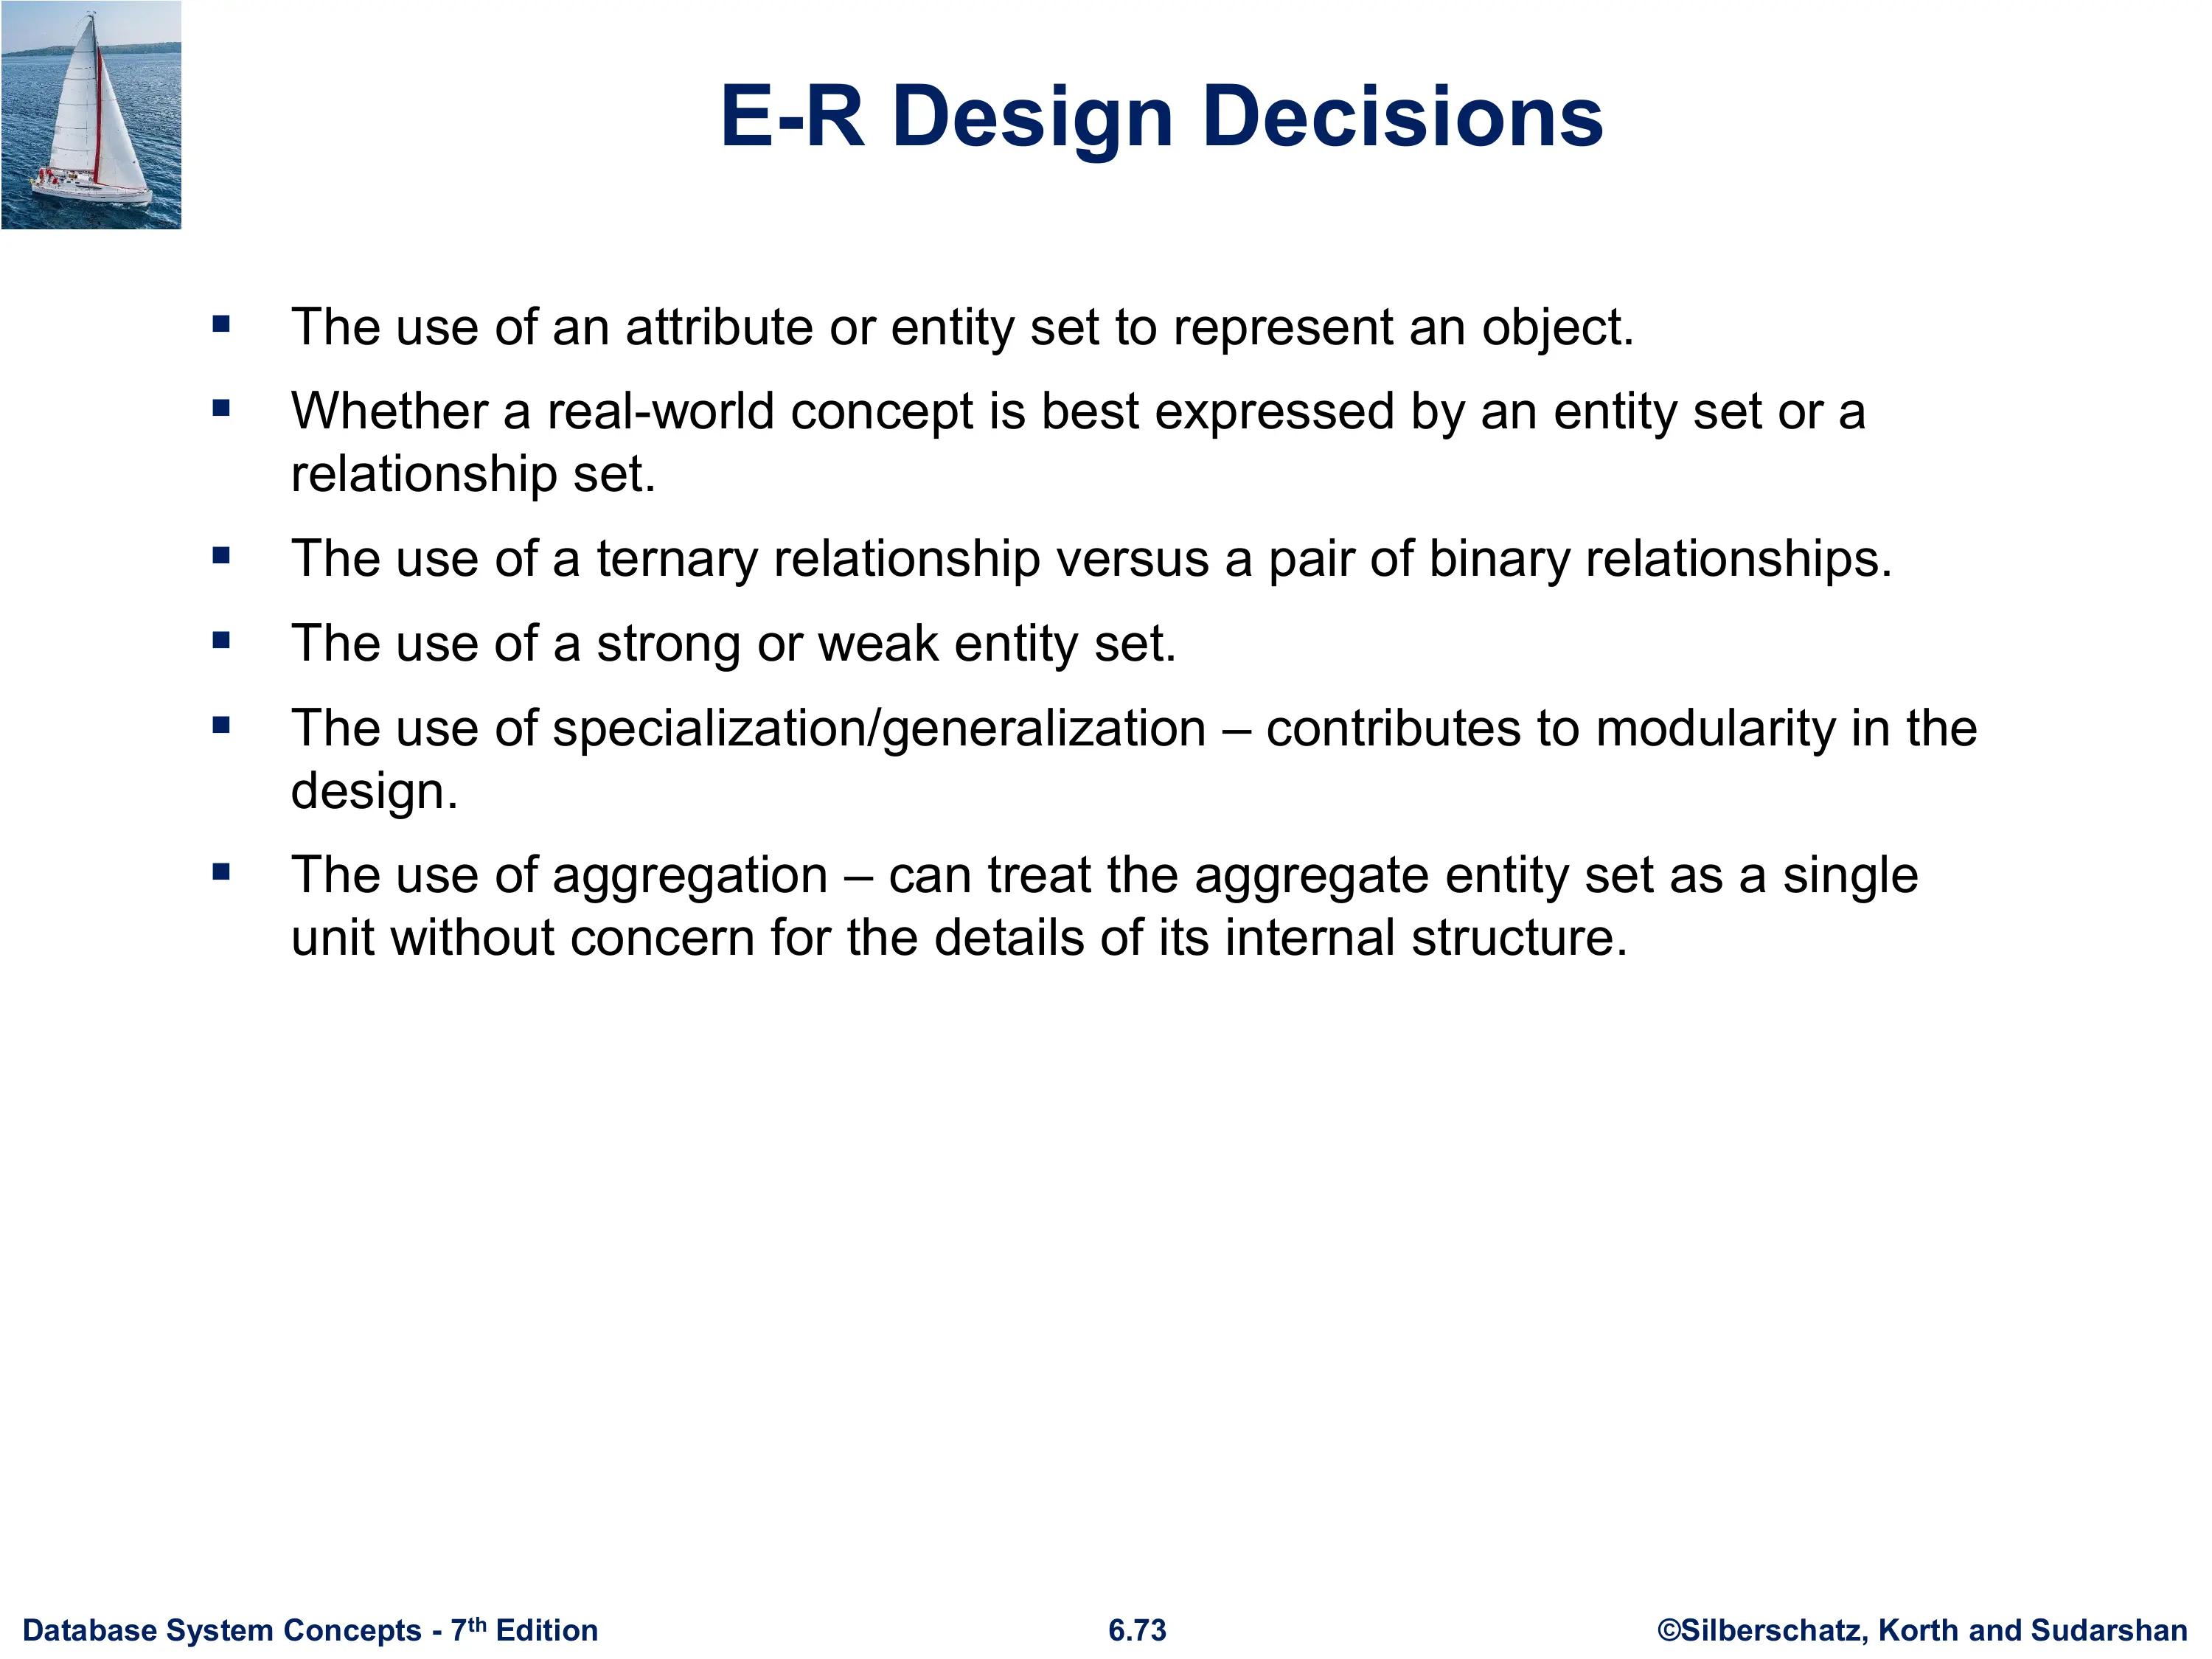 E-R Design Decisions
▪ The use of an attribute or entity set to represent an object.
▪ Whether a real-world concept is best expressed by an entity set or a
relationship set.
▪ The use of a ternary relationship versus a pair of binary relationships.
▪ The use of a strong or weak entity set.
▪ The use of specialization/generalization – contributes to modularity in the
design.
▪ The use of aggregation – can treat the aggregate entity set as a single
unit without concern for the details of its internal structure.
Database System Concepts - 7th Edition
6.73
©Silberschatz, Korth and Sudarshan